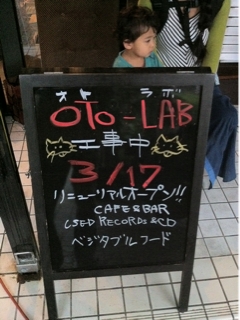 オト ラボ
OTO-LAB
工事中
3/17
リニューリアルオープン!!
CAFE&BAR
USED RECORDS&CD
ベジタブルフード